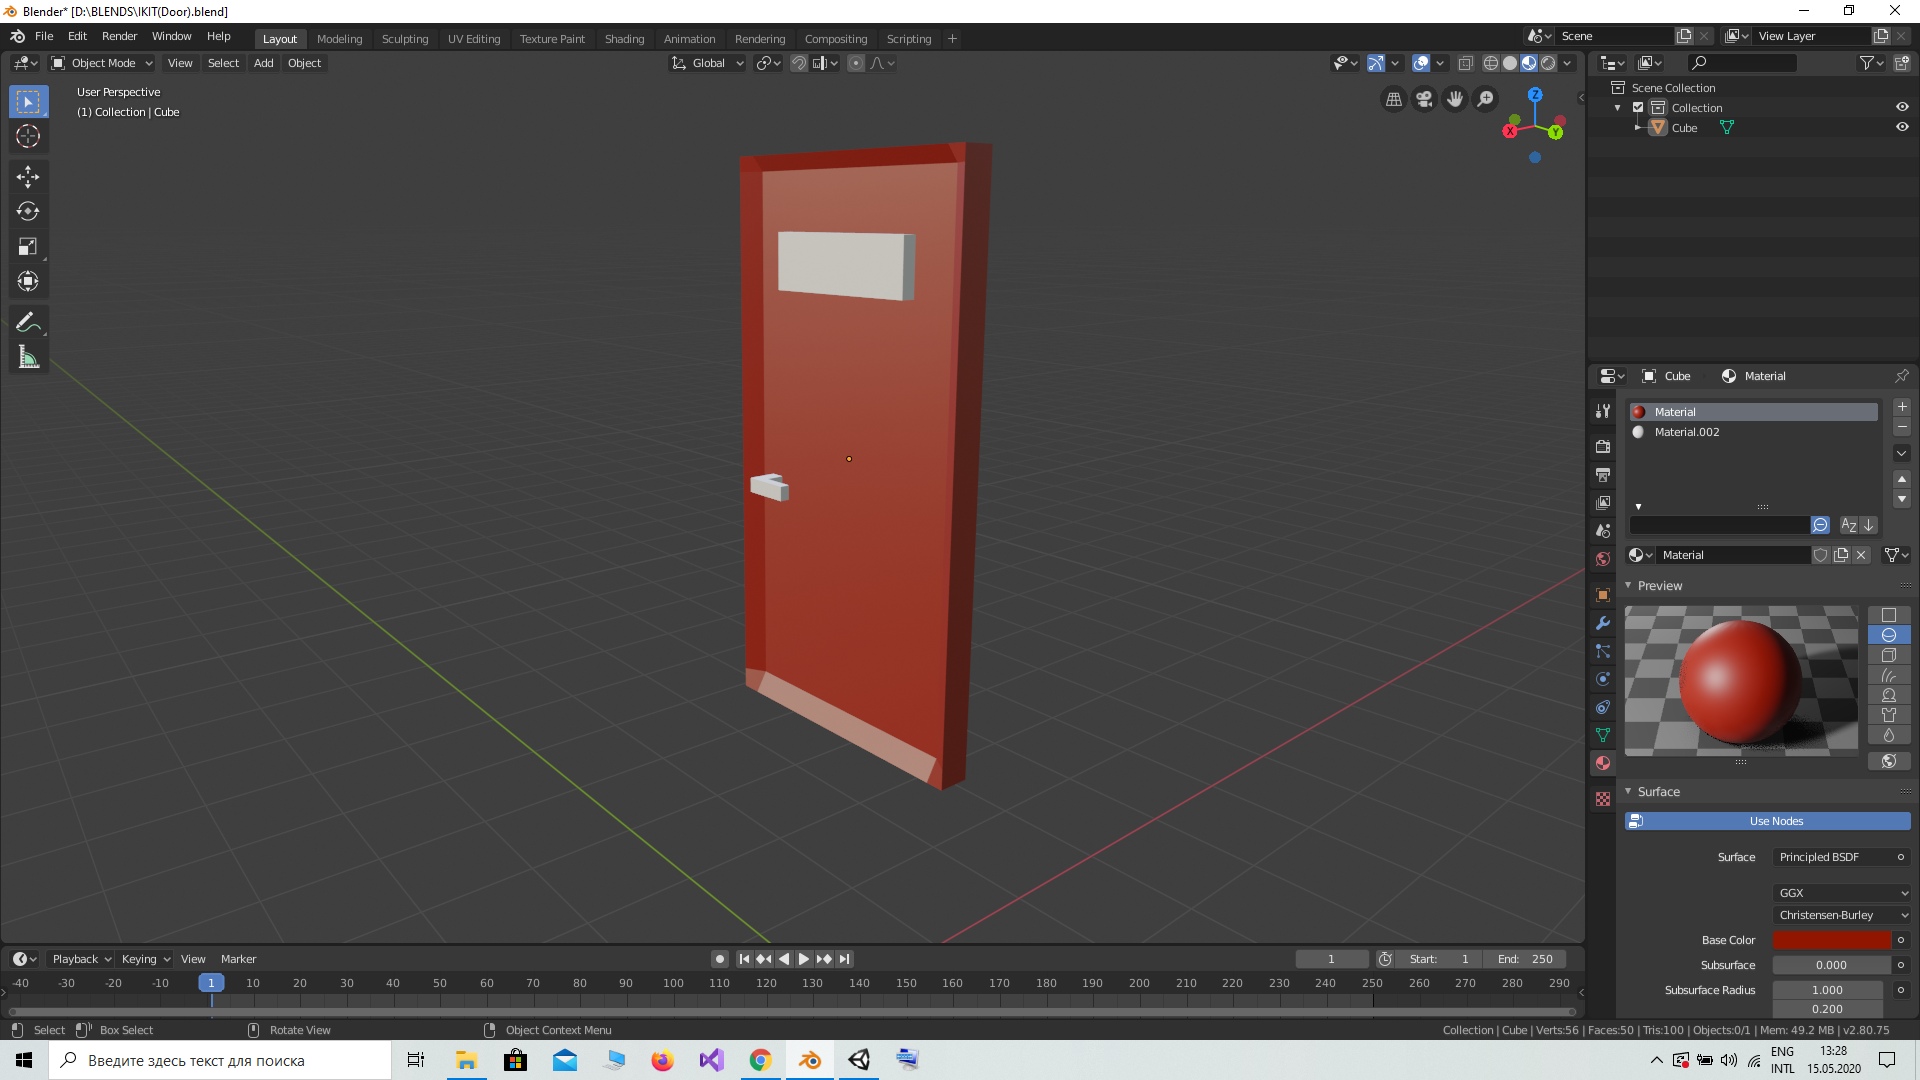 Blender* [D:\BLENDS\IKIT(Door).blend]
File Edit Render Window Help
Layout Modeling Sculpting UV Editing Texture Paint Shading Animation Rendering Compositing Scripting +
Scene
View Layer
Object Mode View Select Add Object
Global
User Perspective
(1) Collection | Cube
Z
X
Y
Scene Collection
Collection
Cube
Cube Material
Material
Material.002
Material
Preview
Surface
Use Nodes
Surface Principled BSDF
GGX
Christensen-Burley
Base Color
Subsurface 0.000
Subsurface Radius 1.000
0.200
Playback Keying View Marker
1 Start: 1 End: 250
-40 -30 -20 -10 1 10 20 30 40 50 60 70 80 90 100 110 120 130 140 150 160 170 180 190 200 210 220 230 240 250 260 270 280 290
Select Box Select Rotate View Object Context Menu
Collection | Cube | Verts:56 | Faces:50 | Tris:100 | Objects:0/1 | Mem: 49.2 MB | v2.80.75
Введите здесь текст для поиска
ENG
INTL
13:28
15.05.2020